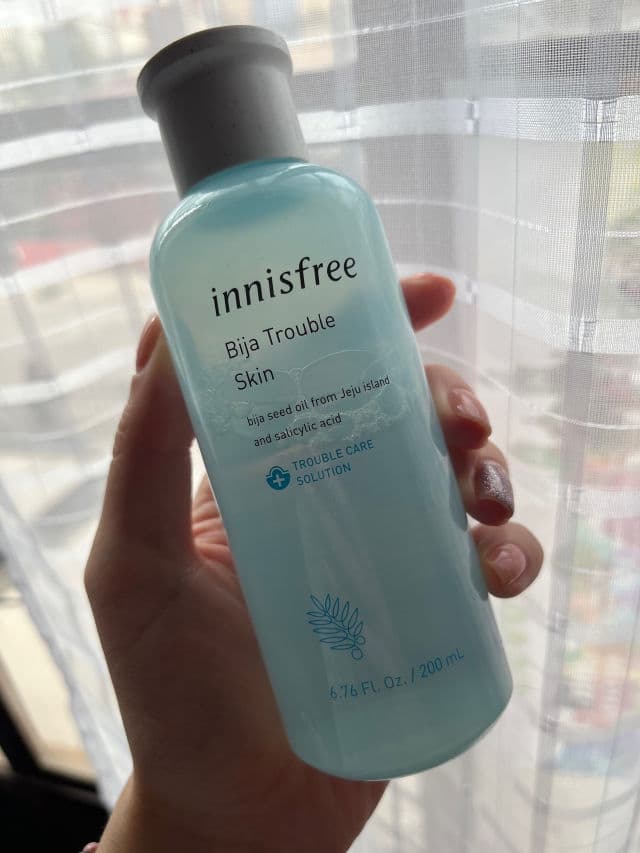 innisfree
Bija Trouble
Skin
bija seed oil from Jeju island
and salicylic acid
TROUBLE CARE
SOLUTION
6.76 Fl. Oz. / 200 mL